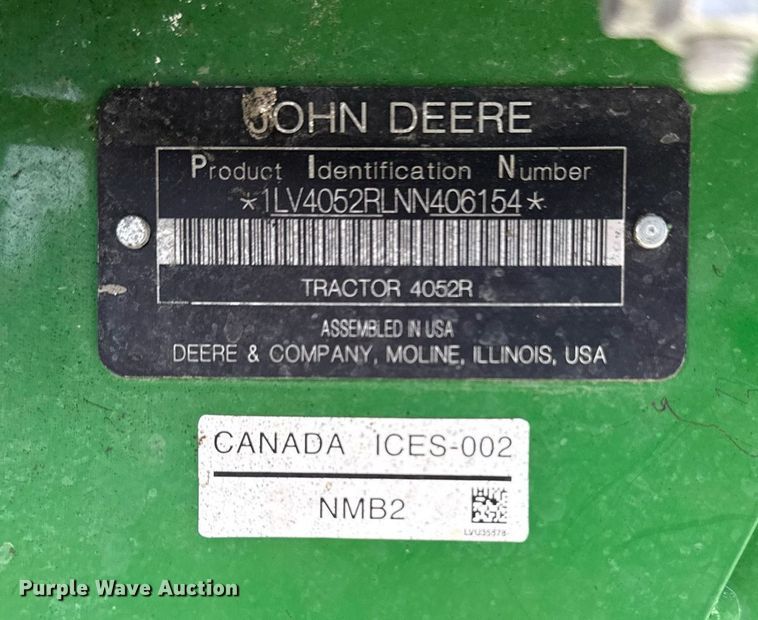 JOHN DEERE
Product Identification Number
*1LV4052RLNN406154*
TRACTOR 4052R
ASSEMBLED IN USA
DEERE & COMPANY, MOLINE, ILLINOIS, USA
CANADA ICES-002
NMB2
LVU35878
Purple Wave Auction